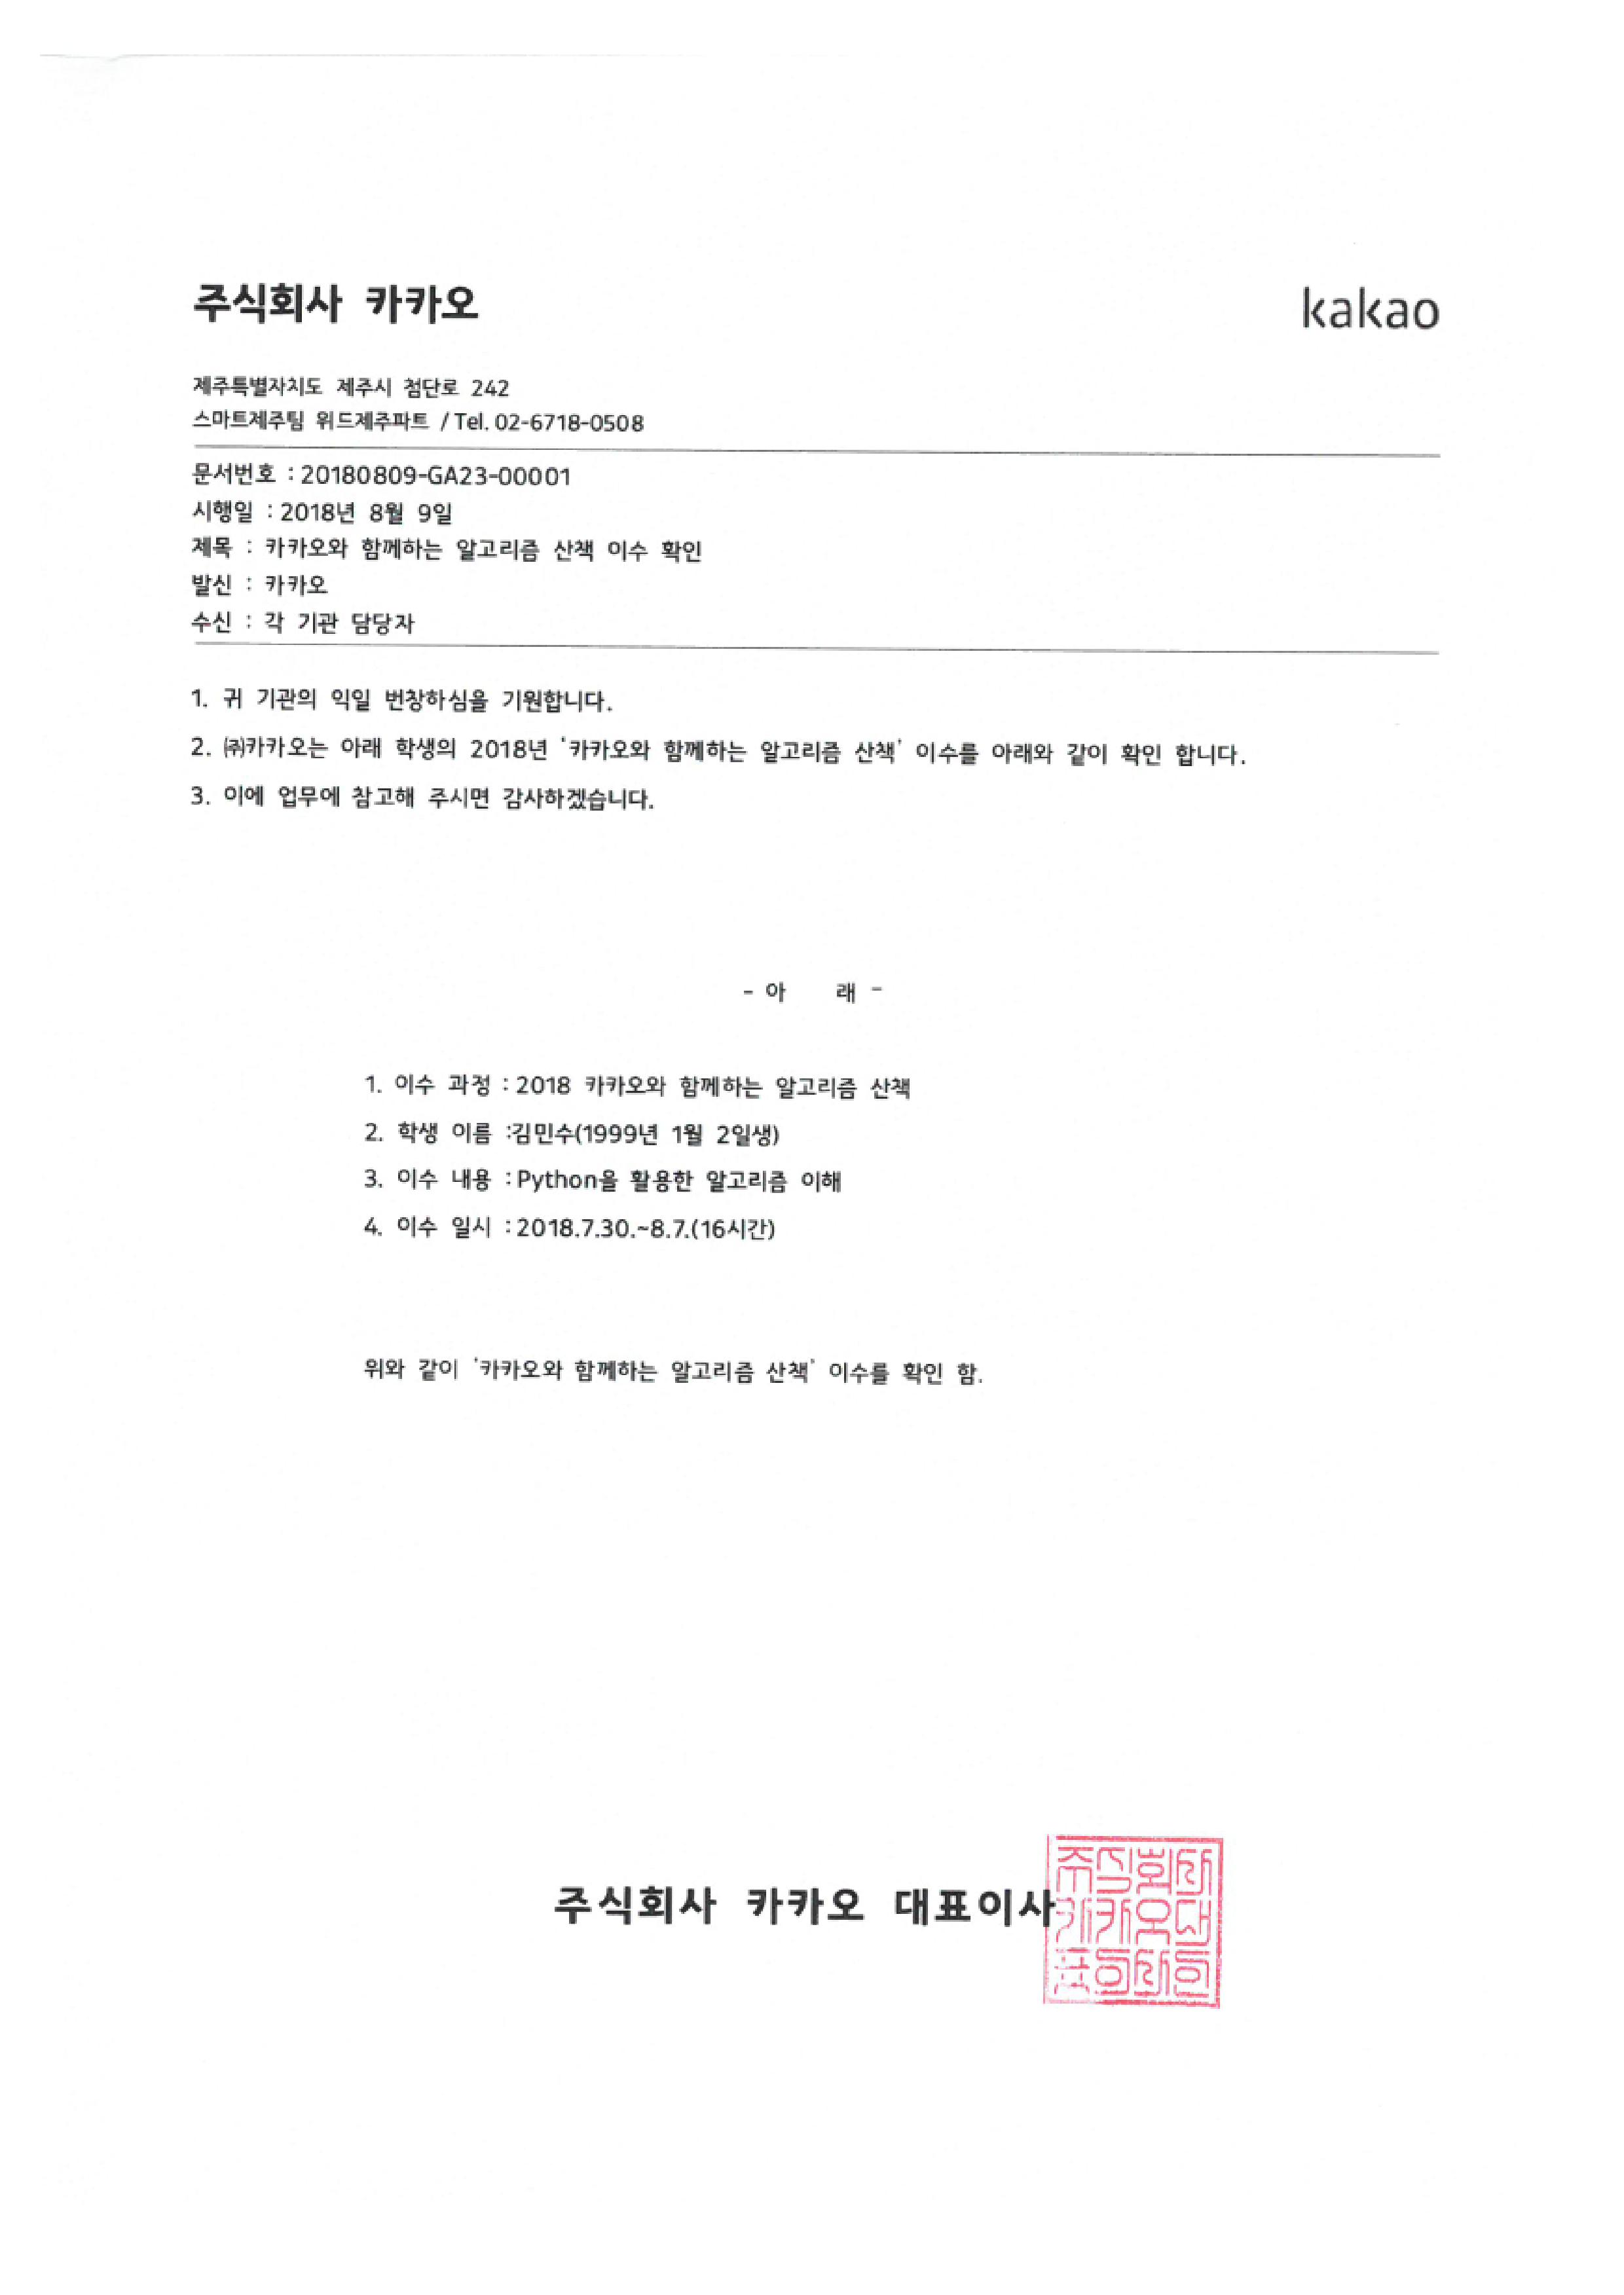 주식회사 카카오
kakao
제주특별자치도 제주시 첨단로 242
스마트제주팀 위드제주파트 / Tel. 02-6718-0508
문서번호 : 20180809-GA23-00001
시행일 : 2018년 8월 9일
제목 : 카카오와 함께하는 알고리즘 산책 이수 확인
발신 : 카카오
수신 : 각 기관 담당자
1. 귀 기관의 익일 번창하심을 기원합니다.
2. ㈜카카오는 아래 학생의 2018년 '카카오와 함께하는 알고리즘 산책' 이수를 아래와 같이 확인 합니다.
3. 이에 업무에 참고해 주시면 감사하겠습니다.
- 아 래 -
1. 이수 과정 : 2018 카카오와 함께하는 알고리즘 산책
2. 학생 이름 :김민수(1999년 1월 2일생)
3. 이수 내용 : Python을 활용한 알고리즘 이해
4. 이수 일시 : 2018.7.30.~8.7.(16시간)
위와 같이 '카카오와 함께하는 알고리즘 산책' 이수를 확인 함.
주식회사 카카오 대표이사
주식회사
카카오대
표이사인